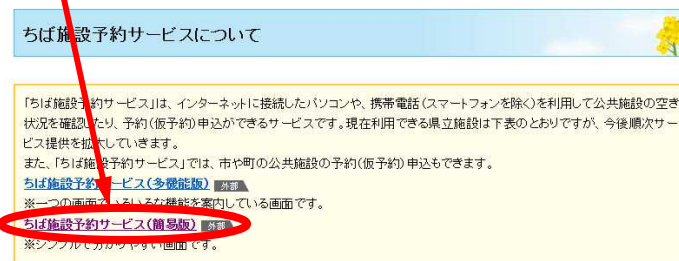 ちば施設予約サービスについて
「ちば施設予約サービス」は、インターネットに接続したパソコンや、携帯電話(スマートフォンを除く)を利用して公共施設の空き
状況を確認したり、予約(仮予約)申込ができるサービスです。現在利用できる県立施設は下表のとおりですが、今後順次サー
ビス提供を拡大していきます。
また、「ちば施設予約サービス」では、市や町の公共施設の予約(仮予約)申込もできます。
ちば施設予約サービス(多機能版) 外部
※一つの画面でいろいろな機能を案内している画面です。
ちば施設予約サービス(簡易版) 外部
※シンプルで分かりやすい画面です。